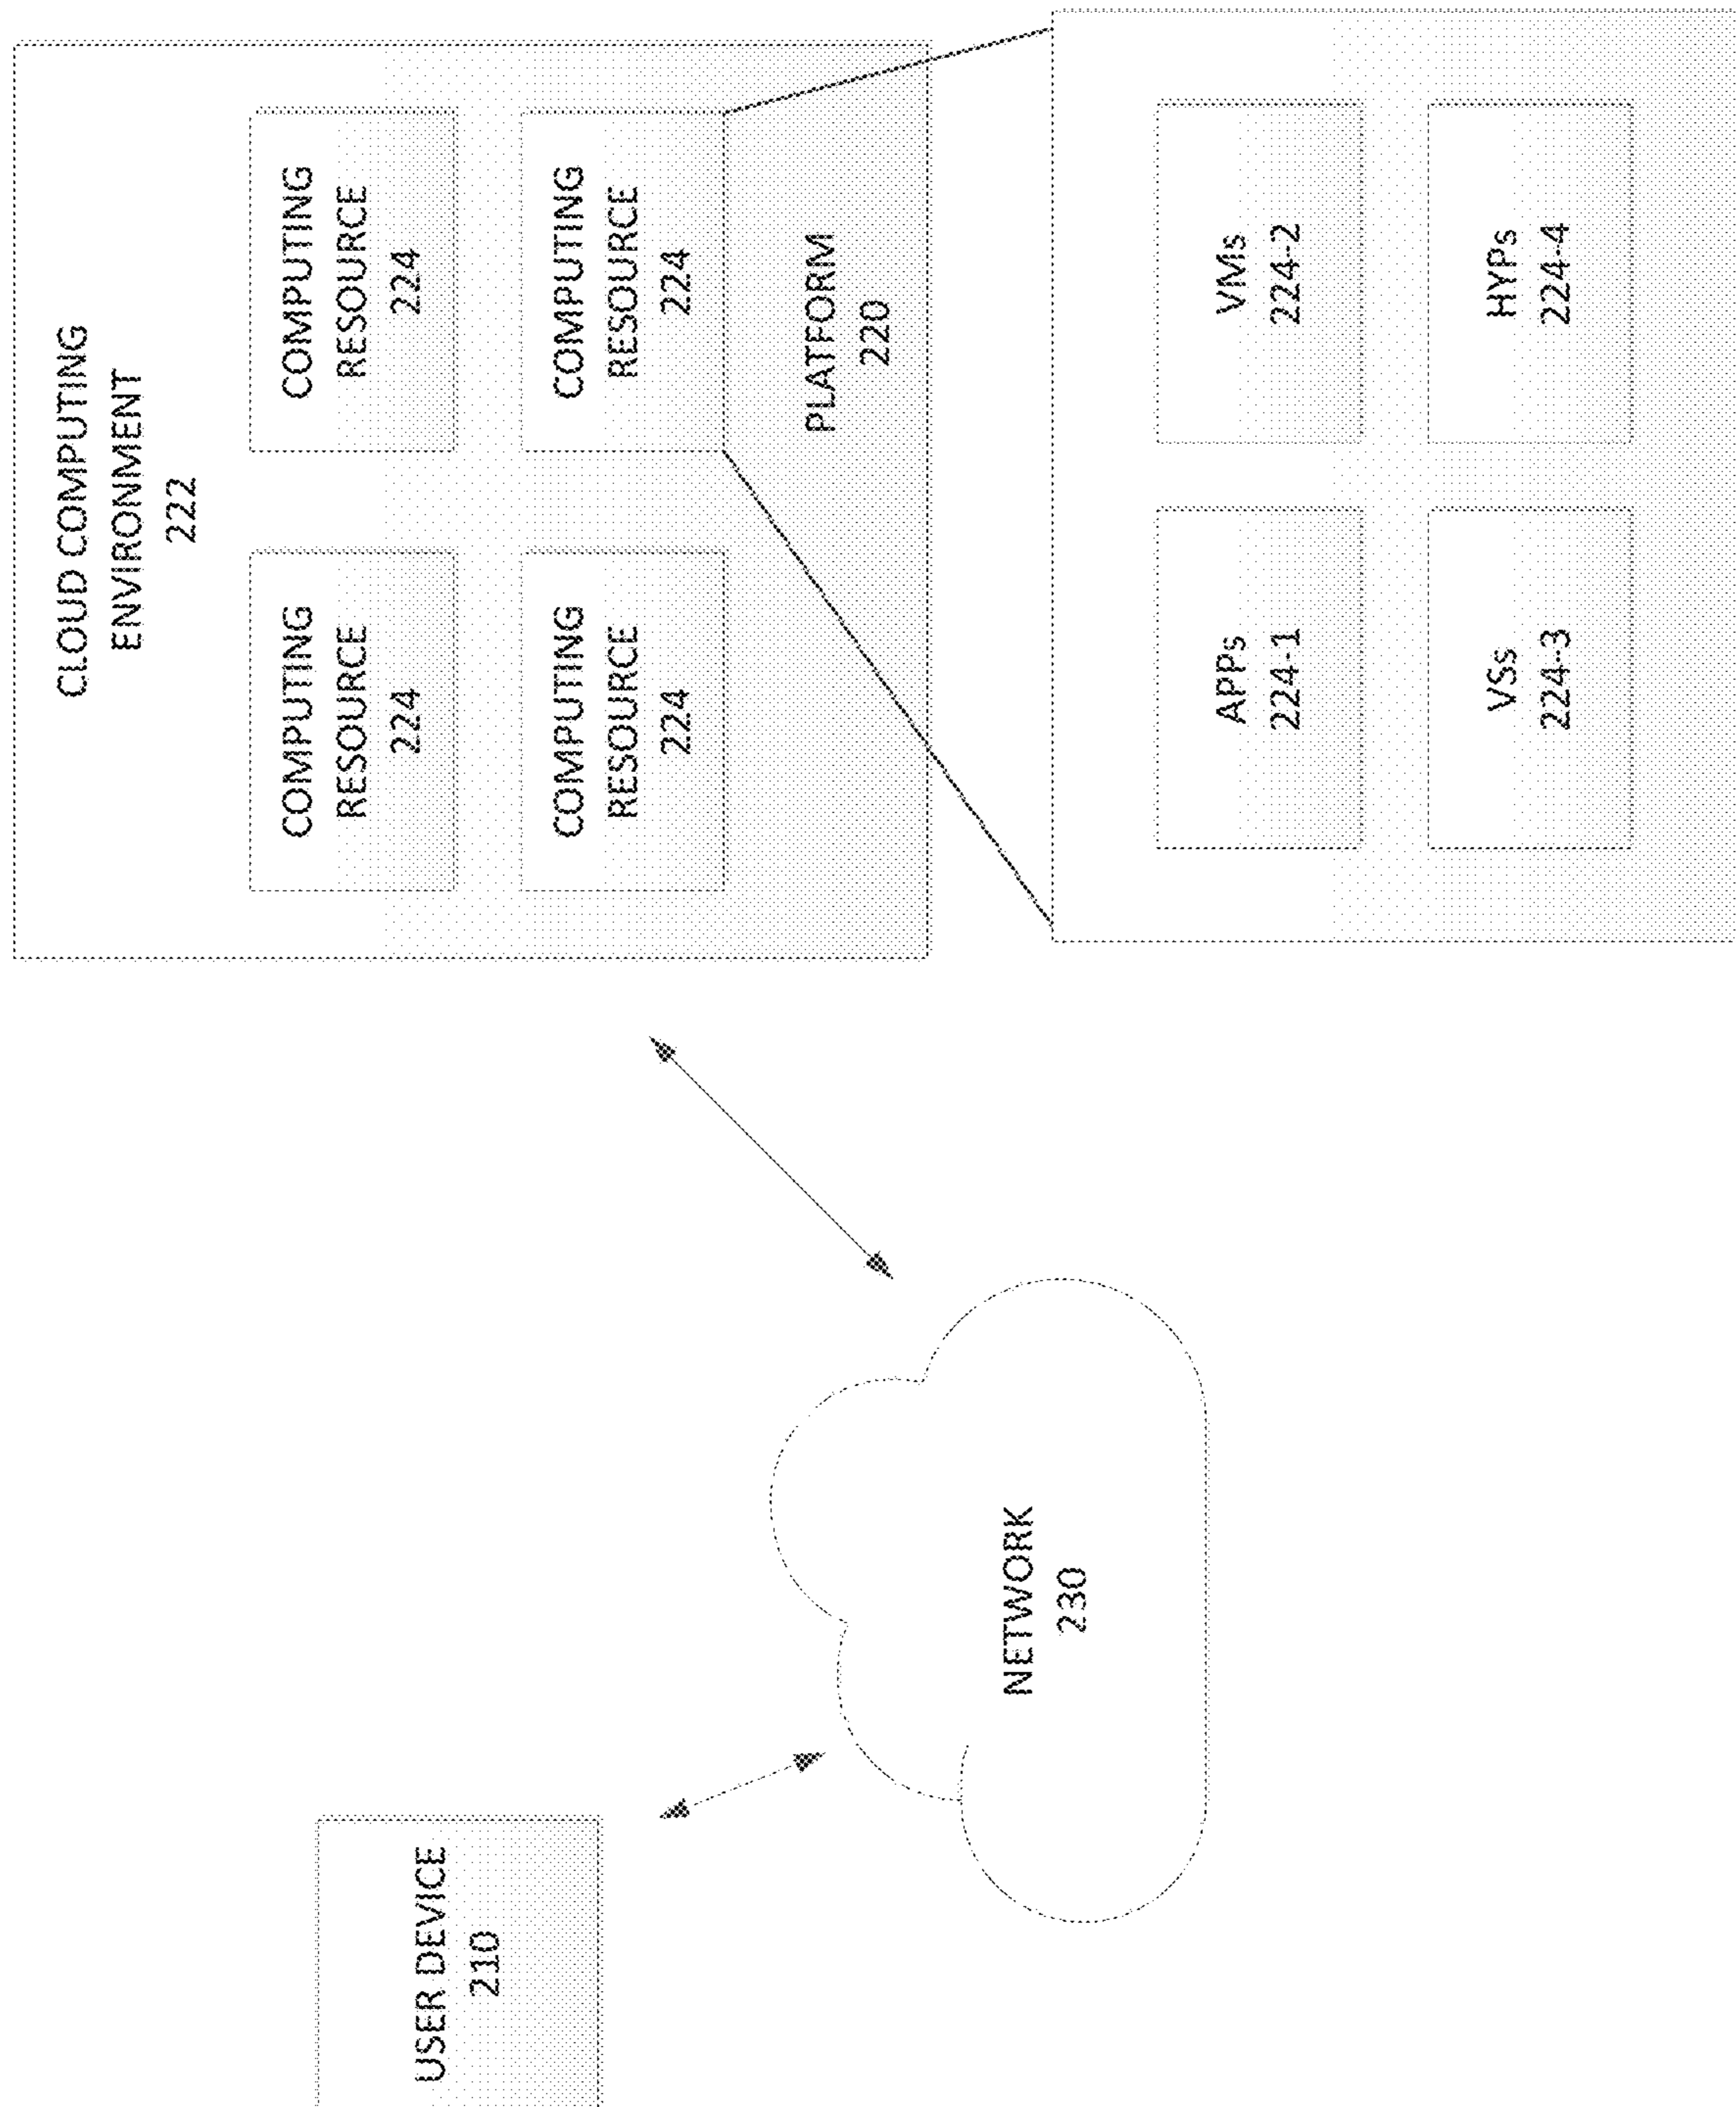 CLOUD COMPUTING
ENVIRONMENT
222
COMPUTING
RESOURCE
224
COMPUTING
RESOURCE
224
COMPUTING
RESOURCE
224
COMPUTING
RESOURCE
224
PLATFORM
220
USER DEVICE
210
NETWORK
230
APPs
224-1
VMs
224-2
VSs
224-3
HYPs
224-4